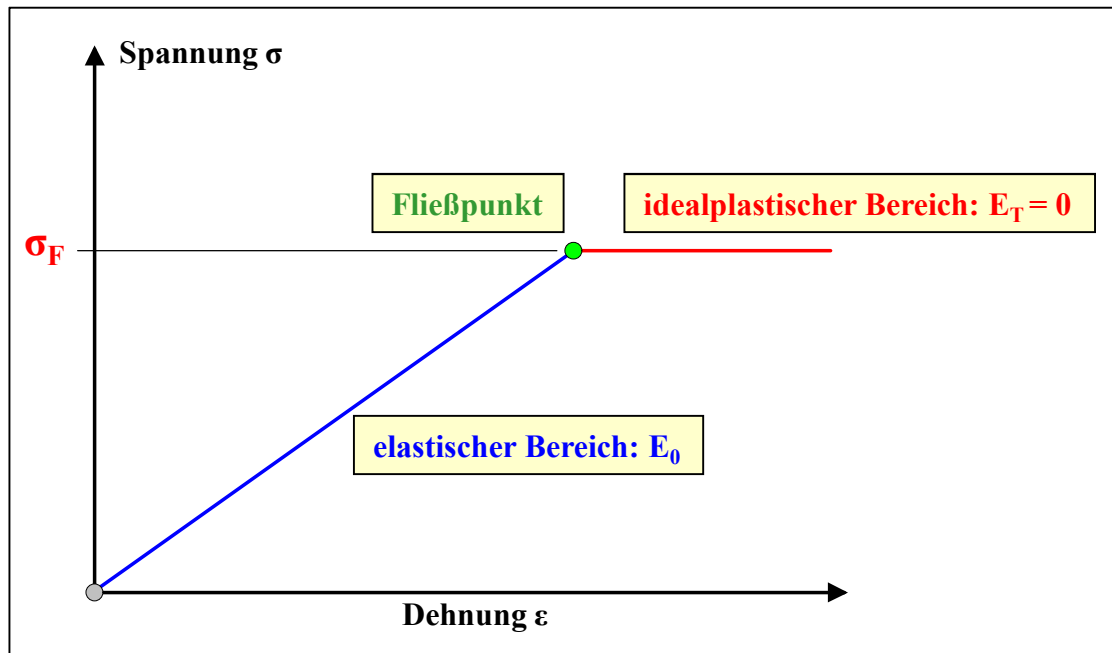 Spannung σ
Fließpunkt
idealplastischer Bereich: E_T = 0
σ_F
elastischer Bereich: E_0
Dehnung ε